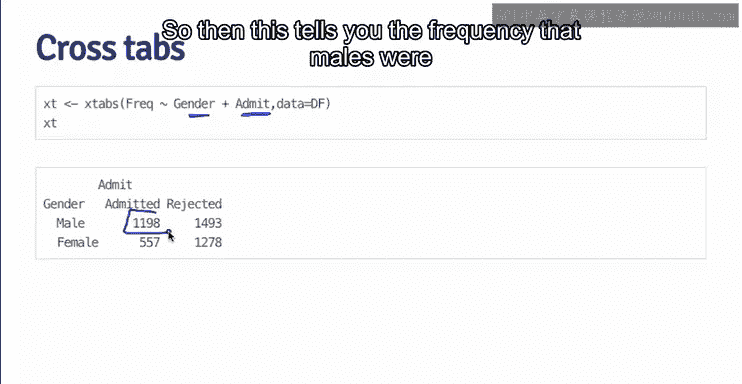 So then this tells you the frequency that
males were
Cross tabs
xt <- xtabs(Freq ~ Gender + Admit,data=DF)
xt
Admit
Gender Admitted Rejected
Male 1198 1493
Female 557 1278